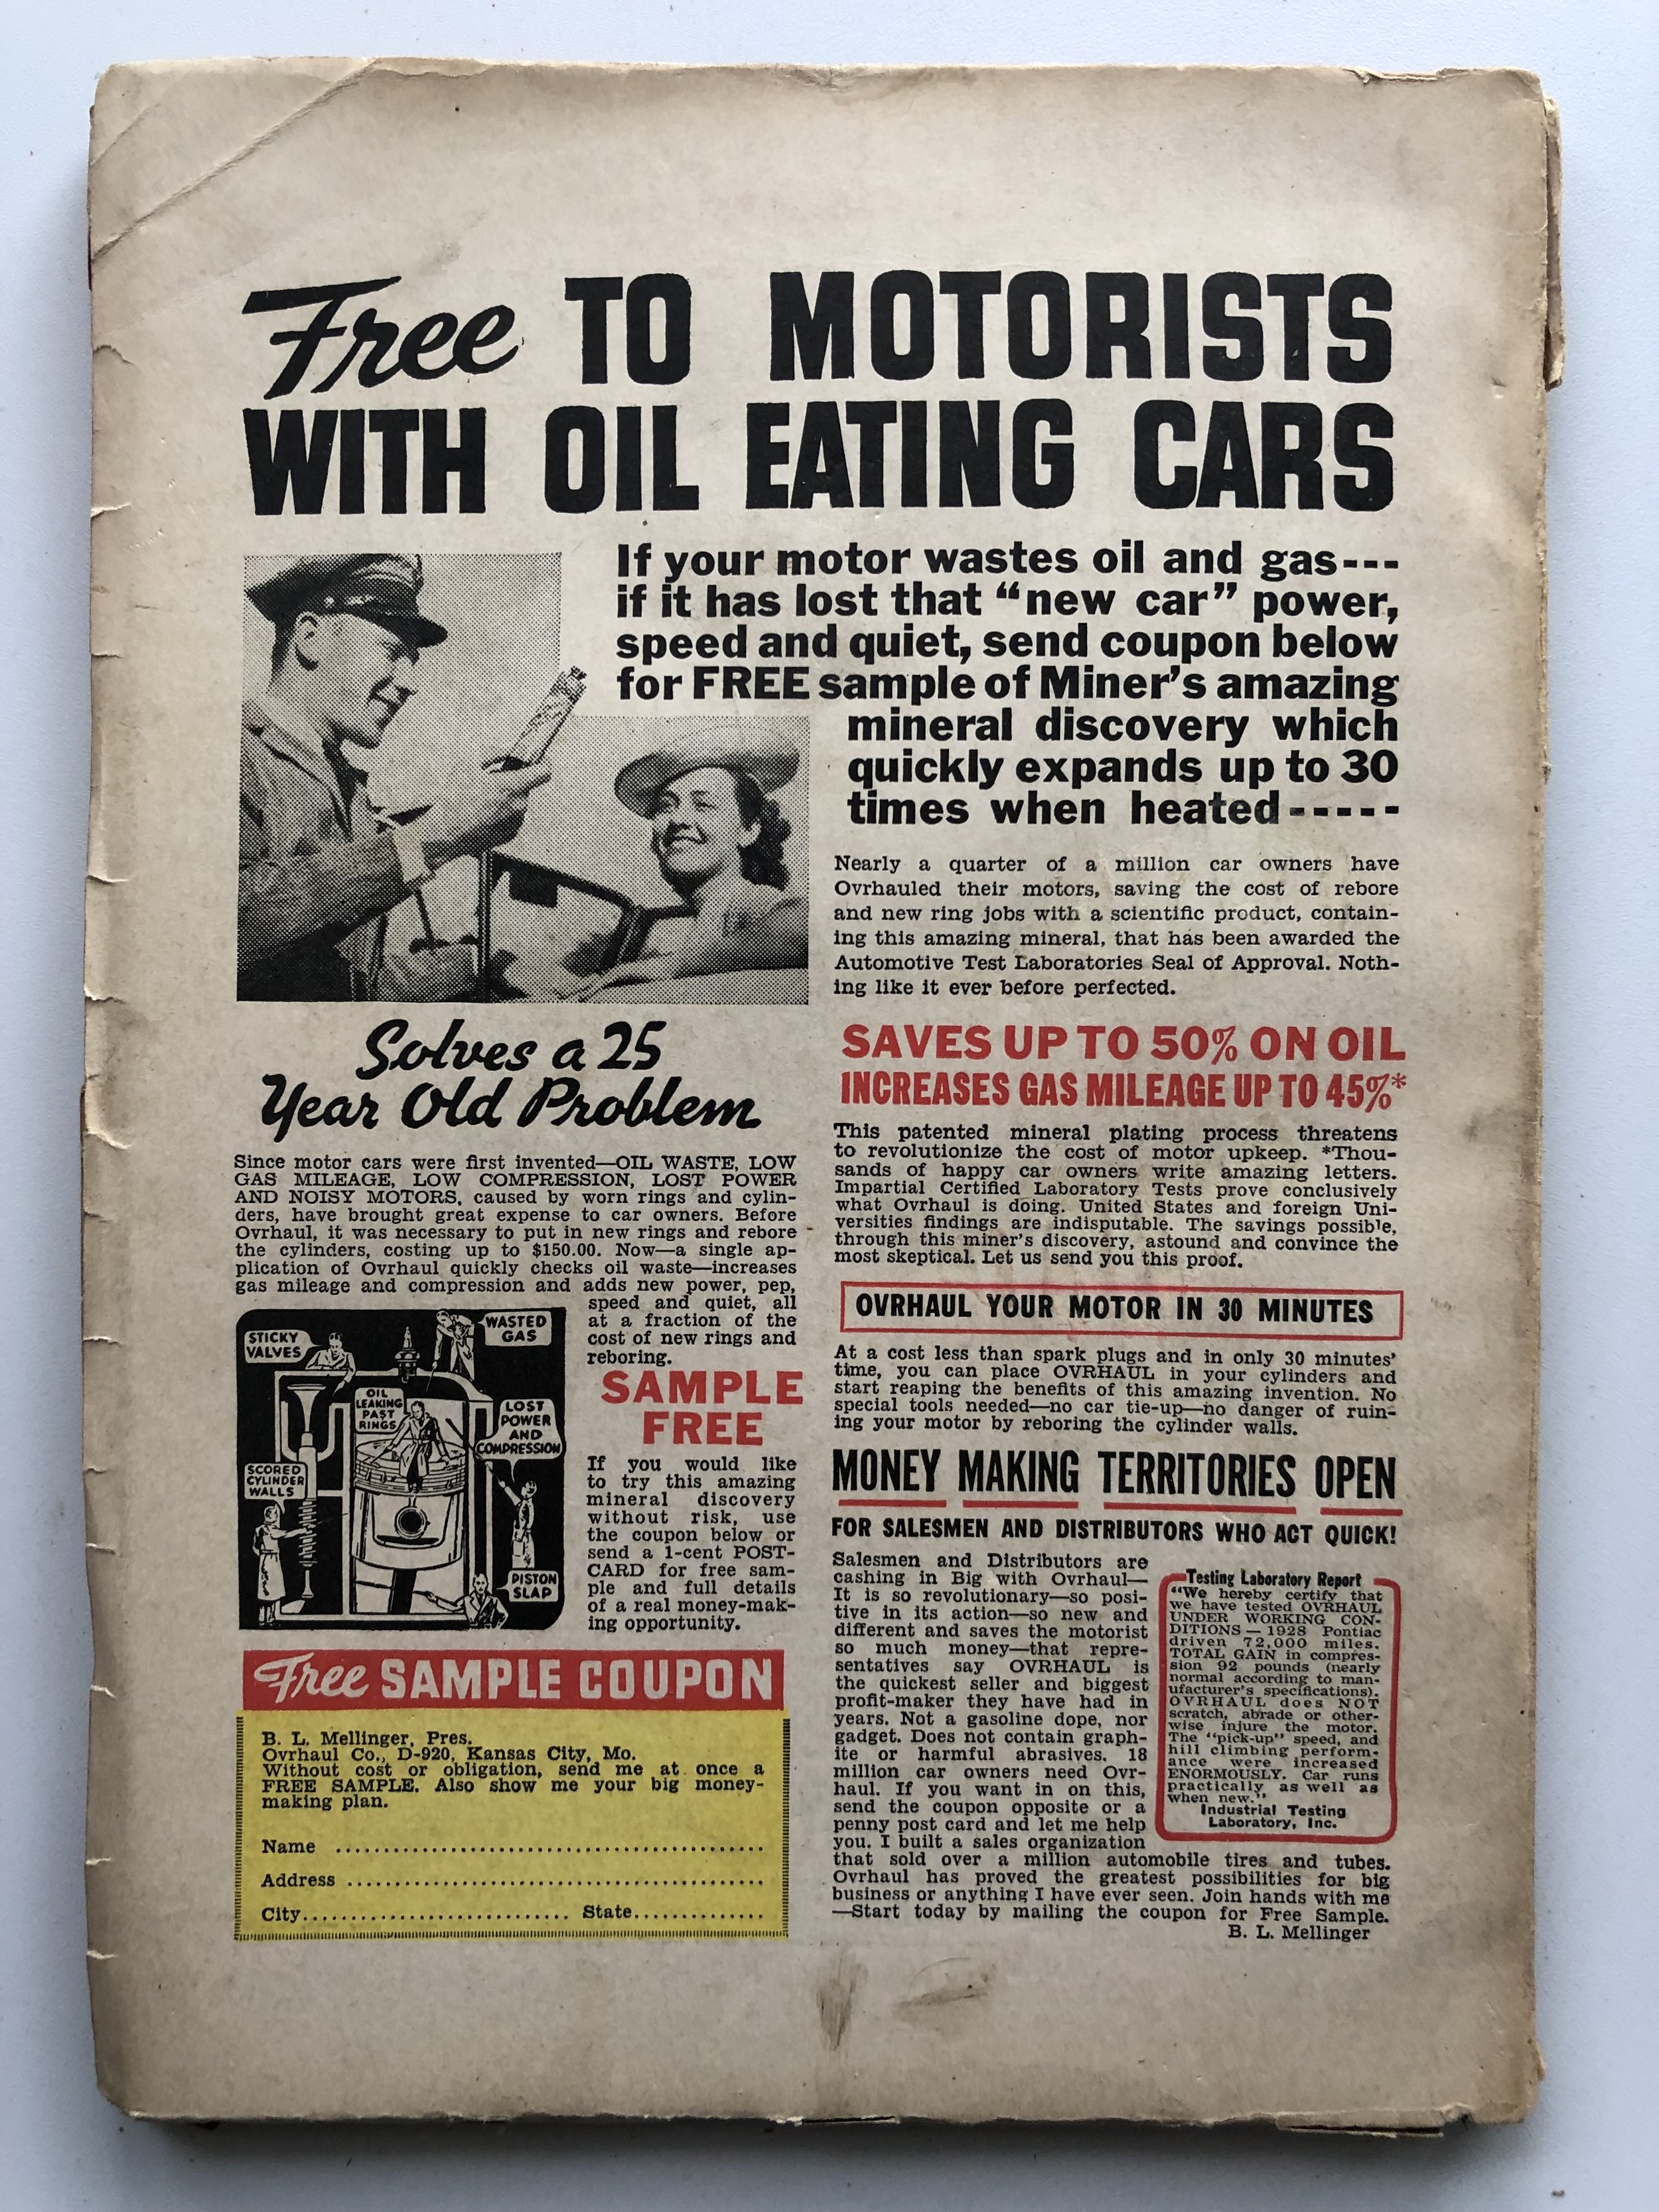 Free TO MOTORISTS
WITH OIL EATING CARS
If your motor wastes oil and gas---
if it has lost that “new car” power,
speed and quiet, send coupon below
for FREE sample of Miner’s amazing
mineral discovery which
quickly expands up to 30
times when heated-----
Nearly a quarter of a million car owners have
Ovrhauled their motors, saving the cost of rebore
and new ring jobs with a scientific product, contain-
ing this amazing mineral, that has been awarded the
Automotive Test Laboratories Seal of Approval. Noth-
ing like it ever before perfected.
Solves a 25
Year Old Problem
Since motor cars were first invented—OIL WASTE, LOW
GAS MILEAGE, LOW COMPRESSION, LOST POWER
AND NOISY MOTORS, caused by worn rings and cylin-
ders, have brought great expense to car owners. Before
Ovrhaul, it was necessary to put in new rings and rebore
the cylinders, costing up to $150.00. Now—a single ap-
plication of Ovrhaul quickly checks oil waste—increases
gas mileage and compression and adds new power, pep,
speed and quiet, all
at a fraction of the
cost of new rings and
reboring.
STICKY
VALVES
WASTED
GAS
OIL
LEAKING
PAST
RINGS
LOST
POWER
AND
COMPRESSION
SCORED
CYLINDER
WALLS
PISTON
SLAP
SAMPLE
FREE
If you would like
to try this amazing
mineral discovery
without risk, use
the coupon below or
send a 1-cent POST-
CARD for free sam-
ple and full details
of a real money-mak-
ing opportunity.
Free SAMPLE COUPON
B. L. Mellinger, Pres.
Ovrhaul Co., D-920, Kansas City, Mo.
Without cost or obligation, send me at once a
FREE SAMPLE. Also show me your big money-
making plan.
Name
Address
City State
SAVES UP TO 50% ON OIL
INCREASES GAS MILEAGE UP TO 45%*
This patented mineral plating process threatens
to revolutionize the cost of motor upkeep. *Thou-
sands of happy car owners write amazing letters.
Impartial Certified Laboratory Tests prove conclusively
what Ovrhaul is doing. United States and foreign Uni-
versities findings are indisputable. The savings possible,
through this miner’s discovery, astound and convince the
most skeptical. Let us send you this proof.
OVRHAUL YOUR MOTOR IN 30 MINUTES
At a cost less than spark plugs and in only 30 minutes’
time, you can place OVRHAUL in your cylinders and
start reaping the benefits of this amazing invention. No
special tools needed—no car tie-up—no danger of ruin-
ing your motor by reboring the cylinder walls.
MONEY MAKING TERRITORIES OPEN
FOR SALESMEN AND DISTRIBUTORS WHO ACT QUICK!
Salesmen and Distributors are
cashing in Big with Ovrhaul—
It is so revolutionary—so posi-
tive in its action—so new and
different and saves the motorist
so much money—that repre-
sentatives say OVRHAUL is
the quickest seller and biggest
profit-maker they have had in
years. Not a gasoline dope, nor
gadget. Does not contain graph-
ite or harmful abrasives. 18
million car owners need Ovr-
haul. If you want in on this,
send the coupon opposite or a
penny post card and let me help
you. I built a sales organization
that sold over a million automobile tires and tubes.
Ovrhaul has proved the greatest possibilities for big
business or anything I have ever seen. Join hands with me
—Start today by mailing the coupon for Free Sample.
B. L. Mellinger
Testing Laboratory Report
“We hereby certify that
we have tested OVRHAUL
UNDER WORKING CON-
DITIONS — 1928 Pontiac
driven 72,000 miles.
TOTAL GAIN in compres-
sion 92 pounds (nearly
normal according to man-
ufacturer’s specifications).
OVRHAUL does NOT
scratch, abrade or other-
wise injure the motor.
The “pick-up” speed, and
hill climbing perform-
ance were increased
ENORMOUSLY. Car runs
practically as well as
when new.”
Industrial Testing
Laboratory, Inc.